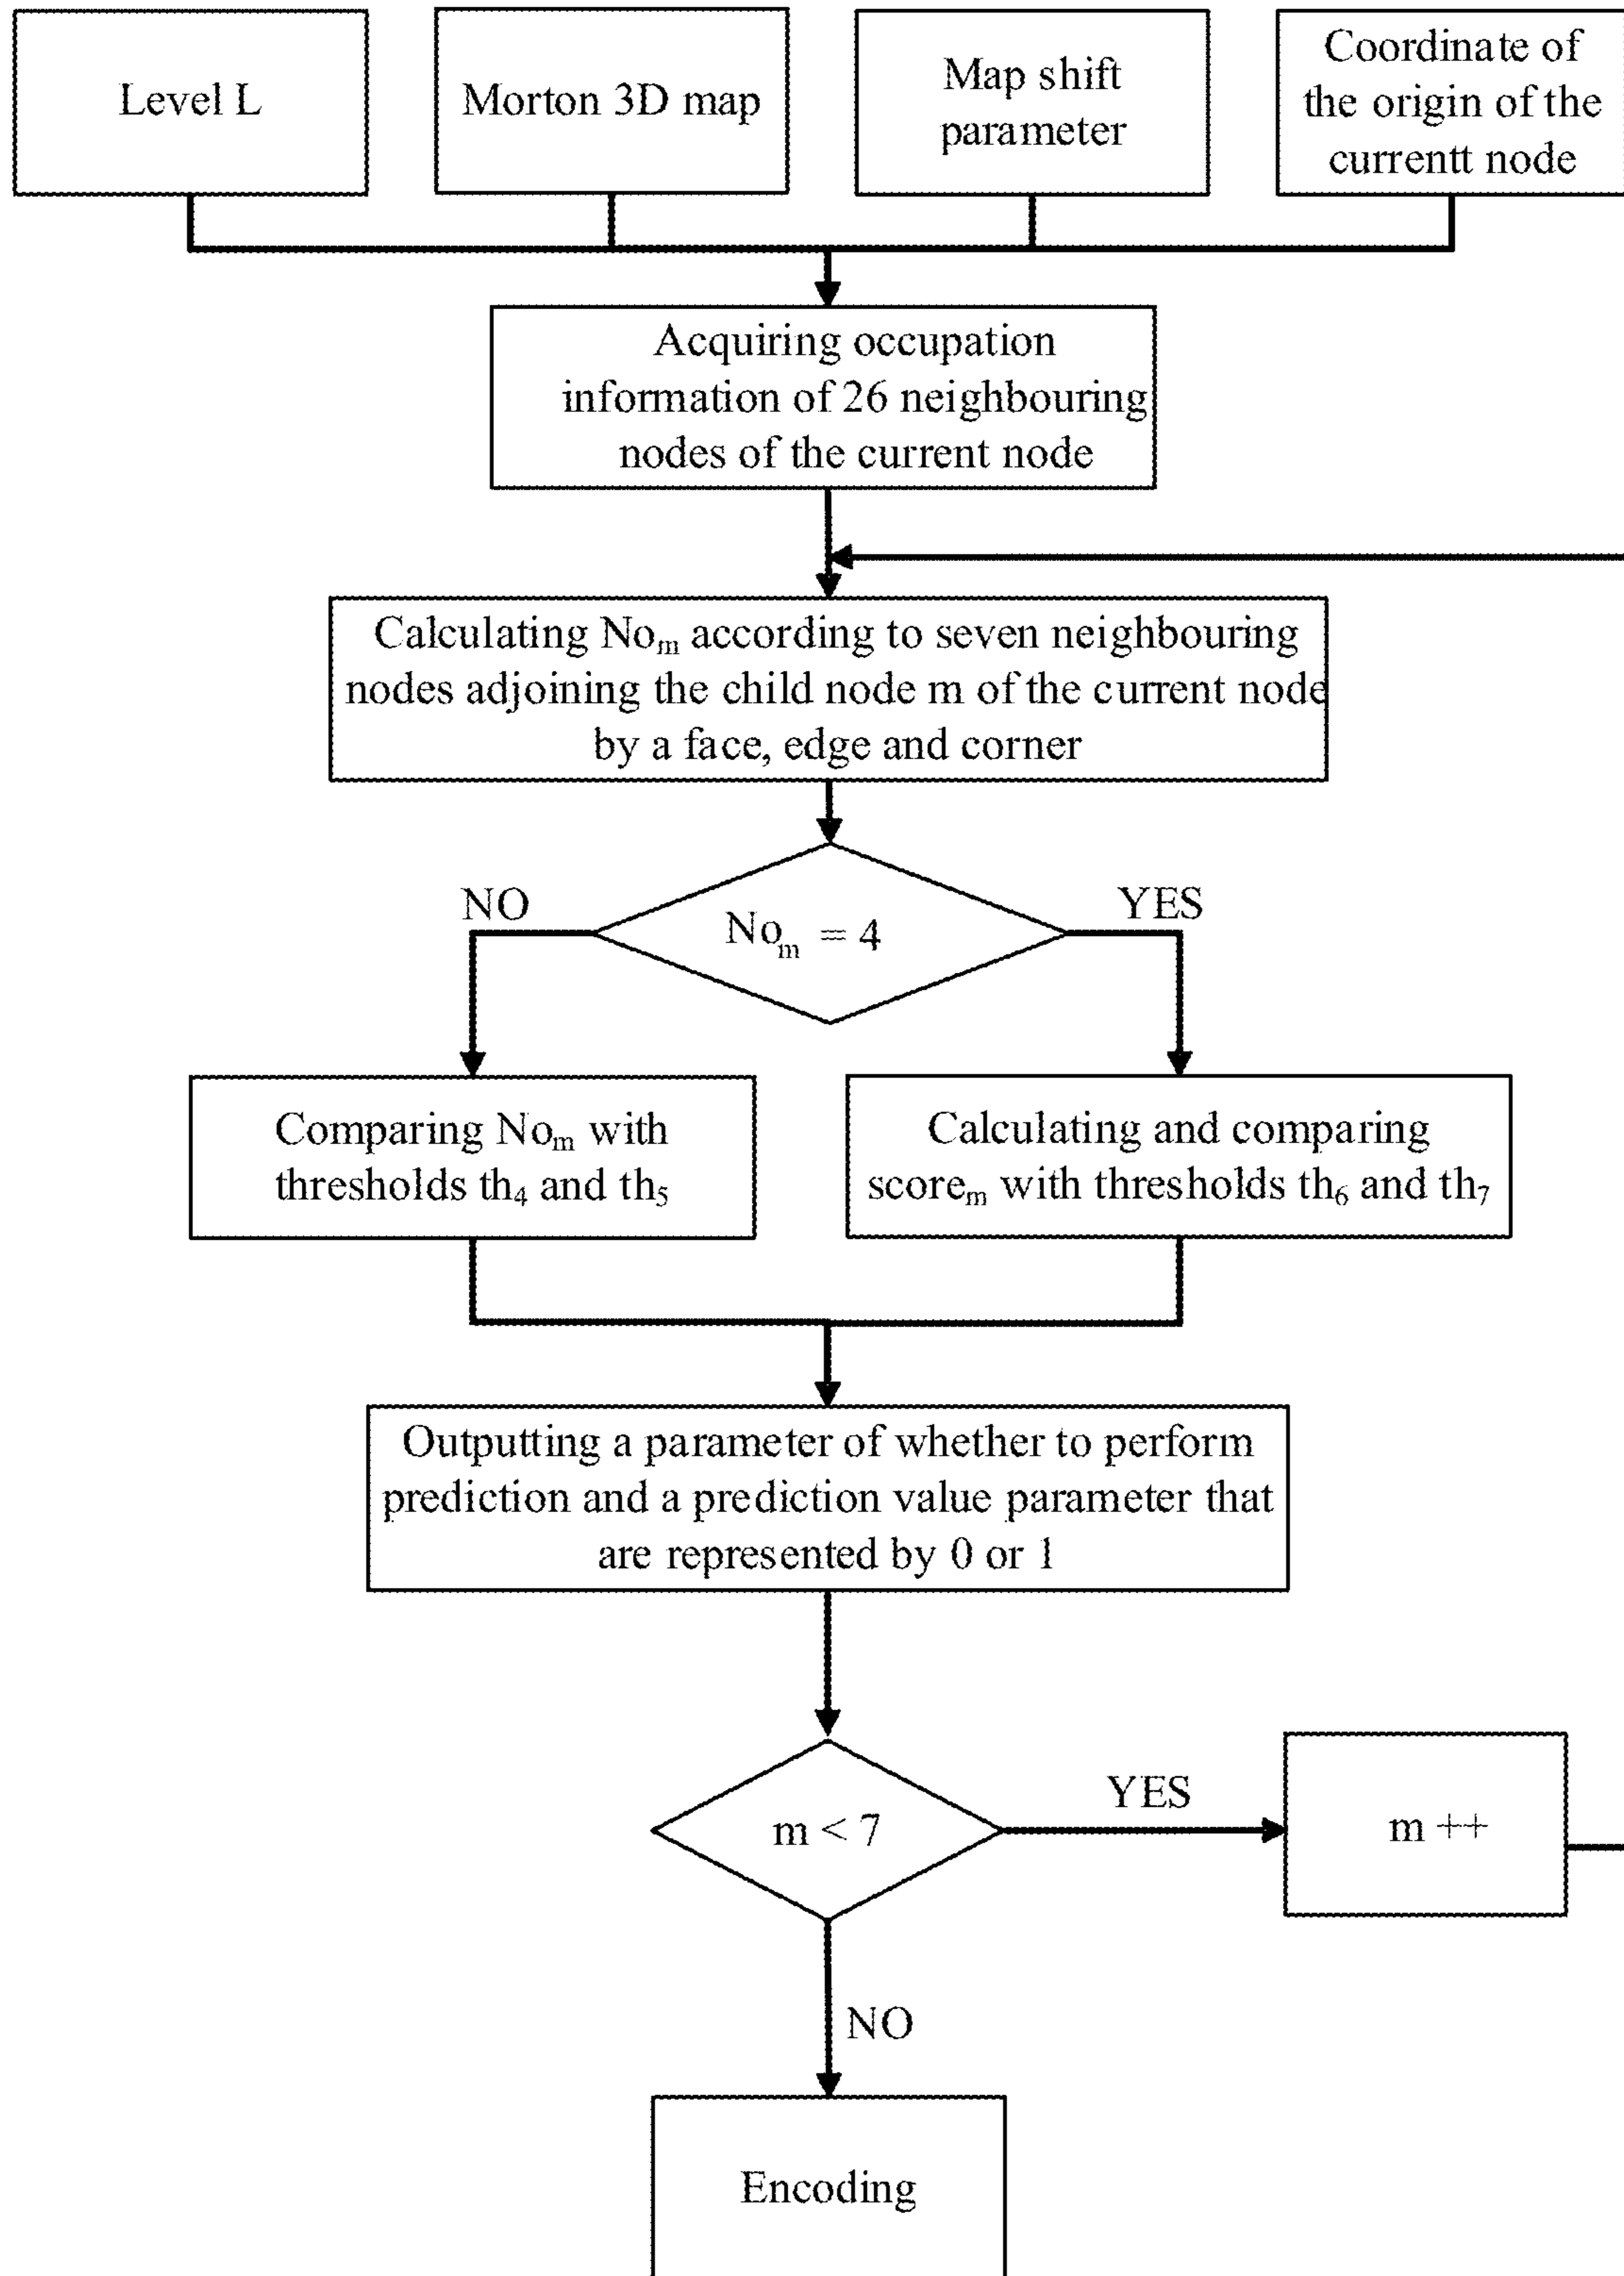 Level L
Morton 3D map
Map shift
parameter
Coordinate of
the origin of the
currentt node
Acquiring occupation
information of 26 neighbouring
nodes of the current node
Calculating Noₘ according to seven neighbouring
nodes adjoining the child node m of the current node
by a face, edge and corner
NO
Noₘ = 4
YES
Comparing Noₘ with
thresholds th₄ and th₅
Calculating and comparing
scoreₘ with thresholds th₆ and th₇
Outputting a parameter of whether to perform
prediction and a prediction value parameter that
are represented by 0 or 1
m < 7
YES
m ++
NO
Encoding